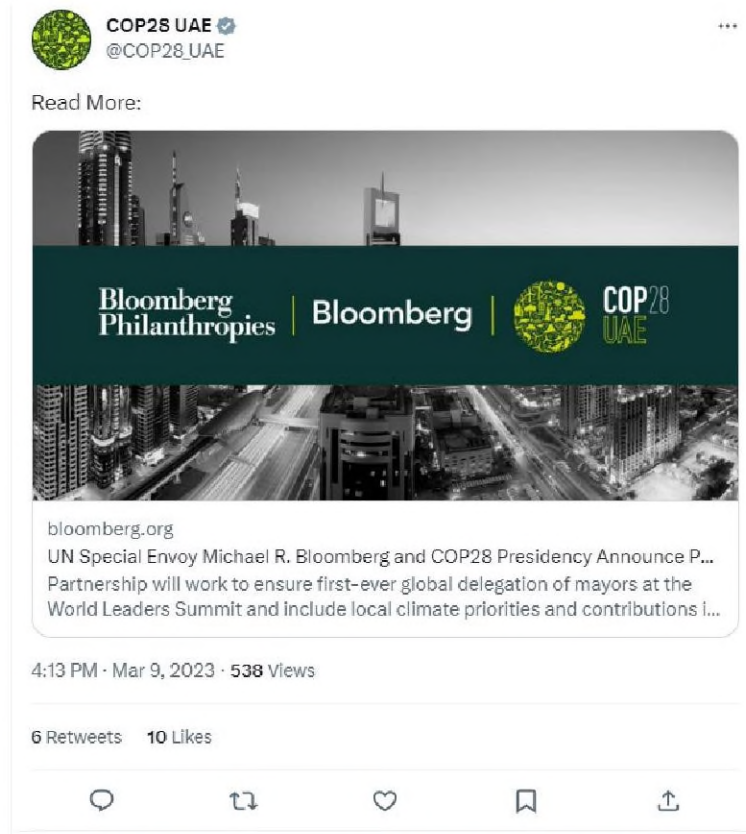 COP28 UAE
@COP28_UAE
Read More:
Bloomberg
Philanthropies
Bloomberg
COP28
UAE
bloomberg.org
UN Special Envoy Michael R. Bloomberg and COP28 Presidency Announce P...
Partnership will work to ensure first-ever global delegation of mayors at the
World Leaders Summit and include local climate priorities and contributions i...
4:13 PM · Mar 9, 2023 · 538 Views
6 Retweets 10 Likes